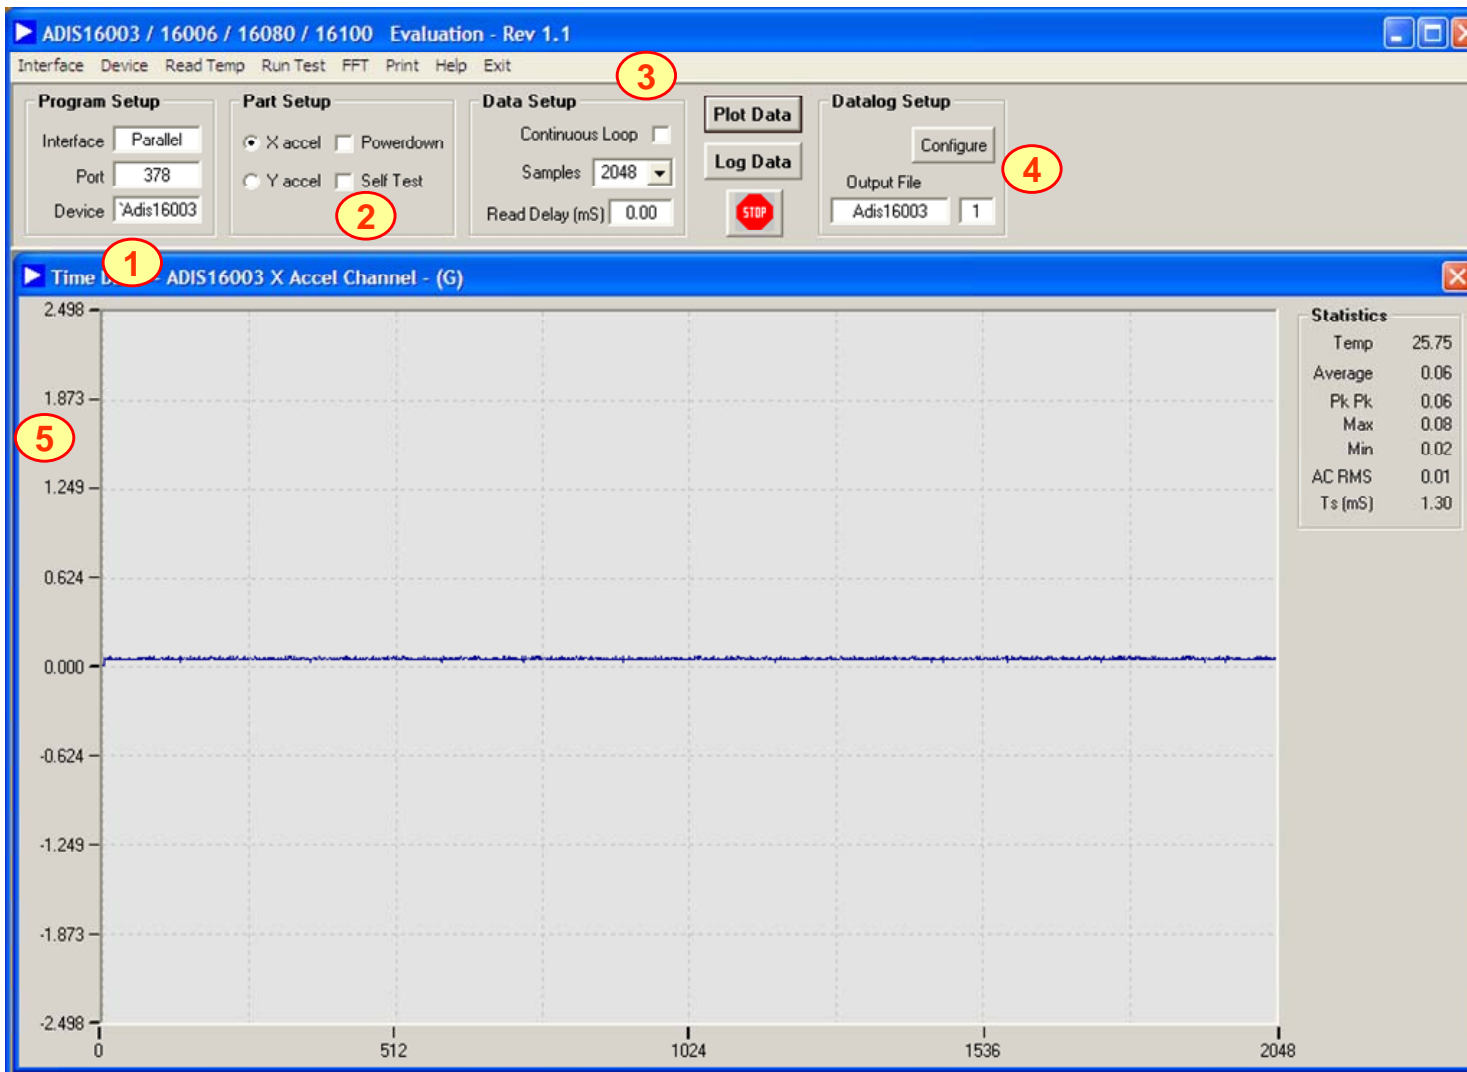 ADIS16003 / 16006 / 16080 / 16100 Evaluation - Rev 1.1
Interface Device Read Temp Run Test FFT Print Help Exit
3
Program Setup
Interface Parallel
Port 378
Device `Adis16003
1
Part Setup
X accel Powerdown
Y accel Self Test
2
Data Setup
Continuous Loop
Samples 2048
Read Delay (mS) 0.00
Plot Data
Log Data
STOP
Datalog Setup
Configure
4
Output File
Adis16003 1
Time - ADIS16003 X Accel Channel - (G)
2.498
1.873
5
1.249
0.624
0.000
-0.624
-1.249
-1.873
-2.498
0 512 1024 1536 2048
Statistics
Temp 25.75
Average 0.06
Pk Pk 0.06
Max 0.08
Min 0.02
AC RMS 0.01
Ts (mS) 1.30